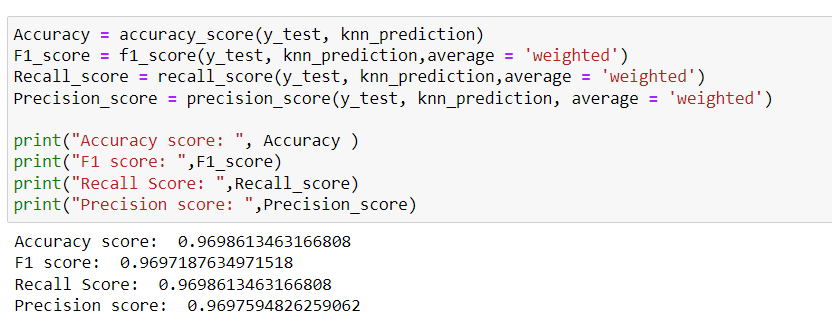 Accuracy = accuracy_score(y_test, knn_prediction)
F1_score = f1_score(y_test, knn_prediction,average = 'weighted')
Recall_score = recall_score(y_test, knn_prediction,average = 'weighted')
Precision_score = precision_score(y_test, knn_prediction, average = 'weighted')
print("Accuracy score: ", Accuracy )
print("F1 score: ",F1_score)
print("Recall Score: ",Recall_score)
print("Precision score: ",Precision_score)
Accuracy score:  0.9698613463166808
F1 score:  0.9697187634971518
Recall Score:  0.9698613463166808
Precision score:  0.9697594826259062